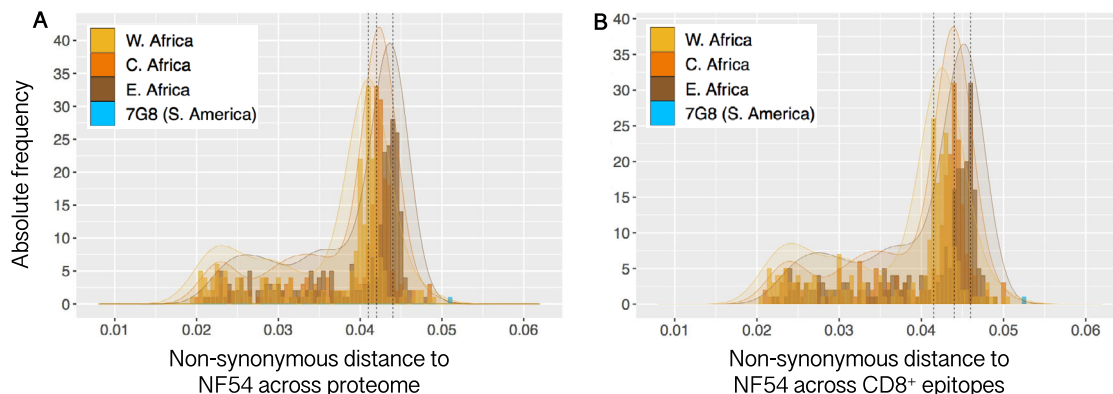 A
W. Africa
C. Africa
E. Africa
7G8 (S. America)
Absolute frequency
40
35
30
25
20
15
10
5
0
0.01 0.02 0.03 0.04 0.05 0.06
Non-synonymous distance to
NF54 across proteome
B
W. Africa
C. Africa
E. Africa
7G8 (S. America)
40
35
30
25
20
15
10
5
0
0.01 0.02 0.03 0.04 0.05 0.06
Non-synonymous distance to
NF54 across CD8⁺ epitopes